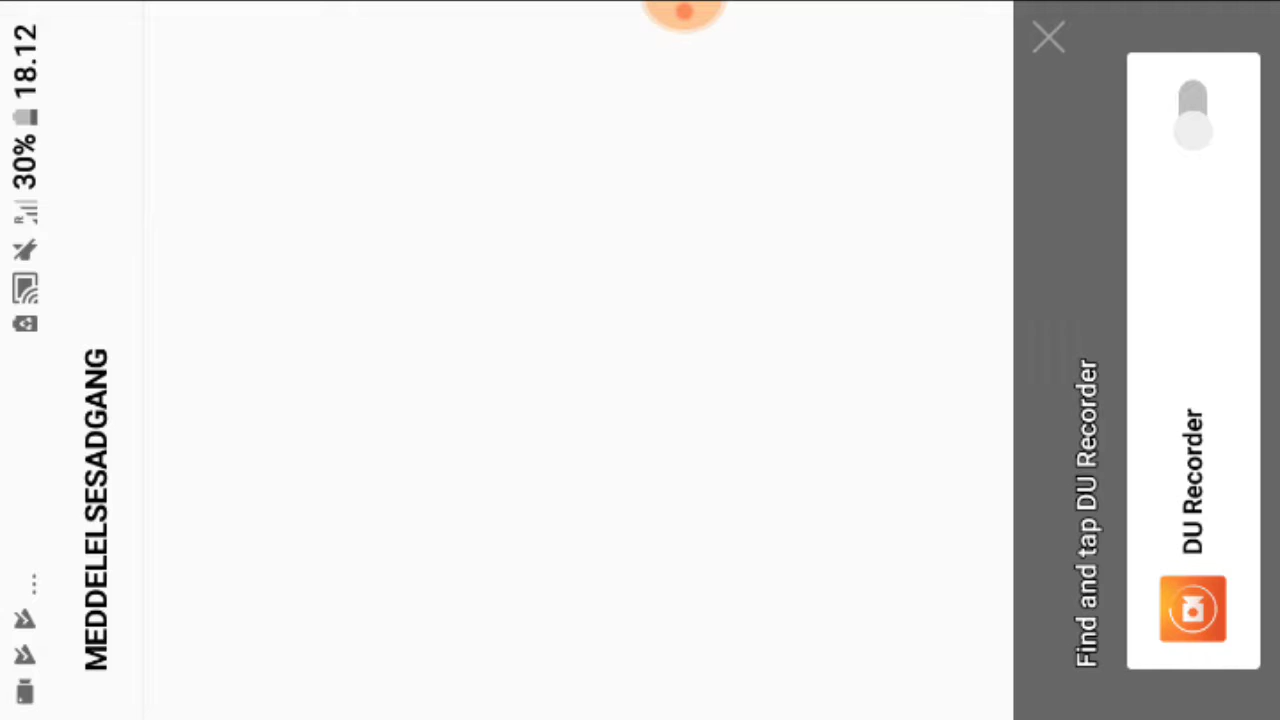 ... 30% 18.12
MEDDELELSESADGANG
Find and tap DU Recorder
DU Recorder